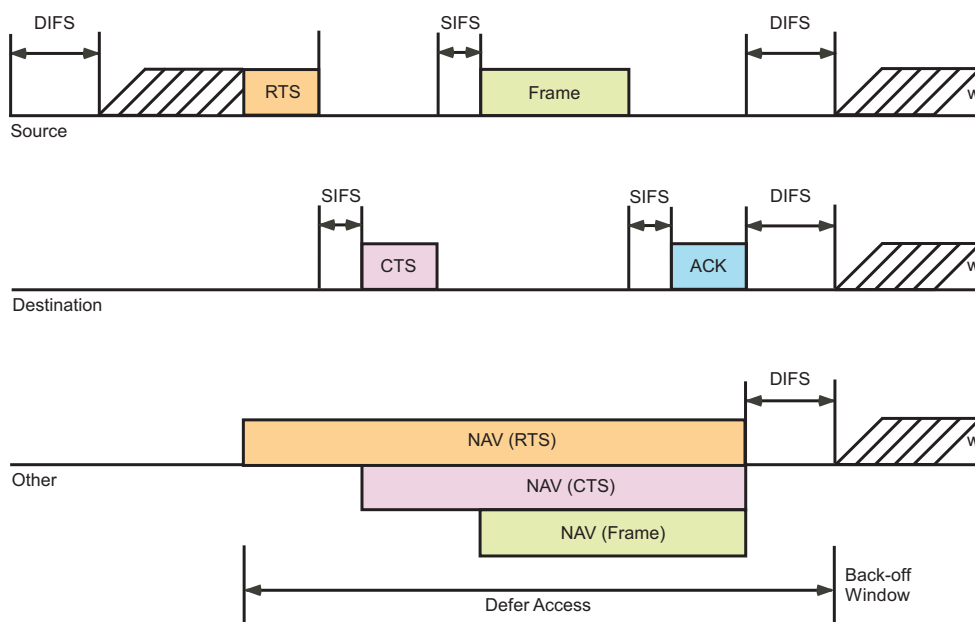 DIFS
SIFS
DIFS
RTS
Frame
w
Source
SIFS
SIFS
DIFS
CTS
ACK
w
Destination
DIFS
NAV (RTS)
w
Other
NAV (CTS)
NAV (Frame)
Defer Access
Back-off
Window